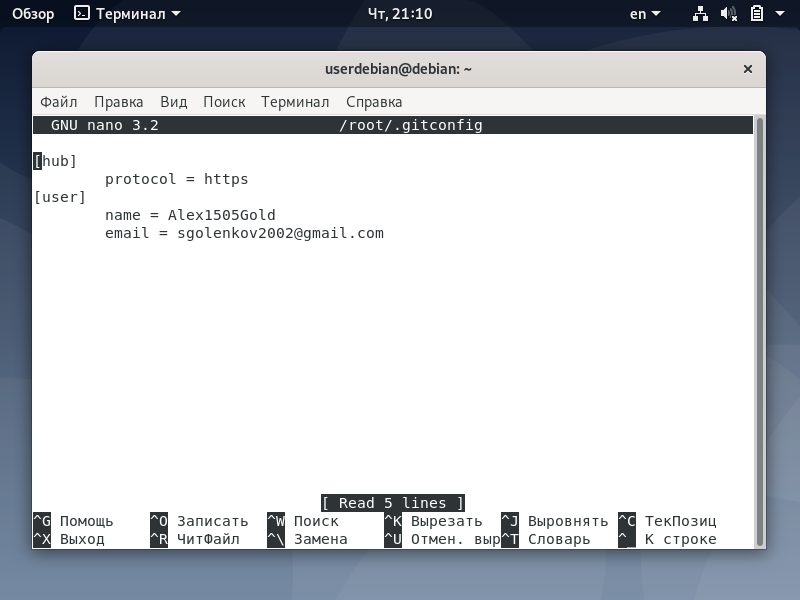 Обзор Терминал Чт, 21:10 en
userdebian@debian: ~ ×
Файл Правка Вид Поиск Терминал Справка
GNU nano 3.2 /root/.gitconfig
[hub]
protocol = https
[user]
name = Alex1505Gold
email = sgolenkov2002@gmail.com
[ Read 5 lines ]
^G Помощь ^O Записать ^W Поиск ^K Вырезать ^J Выровнять ^C ТекПозиц
^X Выход ^R ЧитФайл ^\ Замена ^U Отмен. выр^T Словарь ^_ К строке